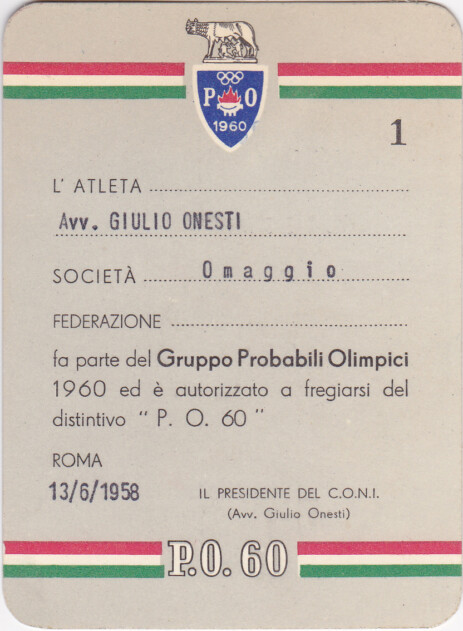 P O
1960
1
L' ATLETA
Avv. GIULIO ONESTI
SOCIETÀ Omaggio
FEDERAZIONE
fa parte del Gruppo Probabili Olimpici
1960 ed è autorizzato a fregiarsi del
distintivo " P. O. 60 "
ROMA
13/6/1958
IL PRESIDENTE DEL C.O.N.I.
(Avv. Giulio Onesti)
P.O. 60